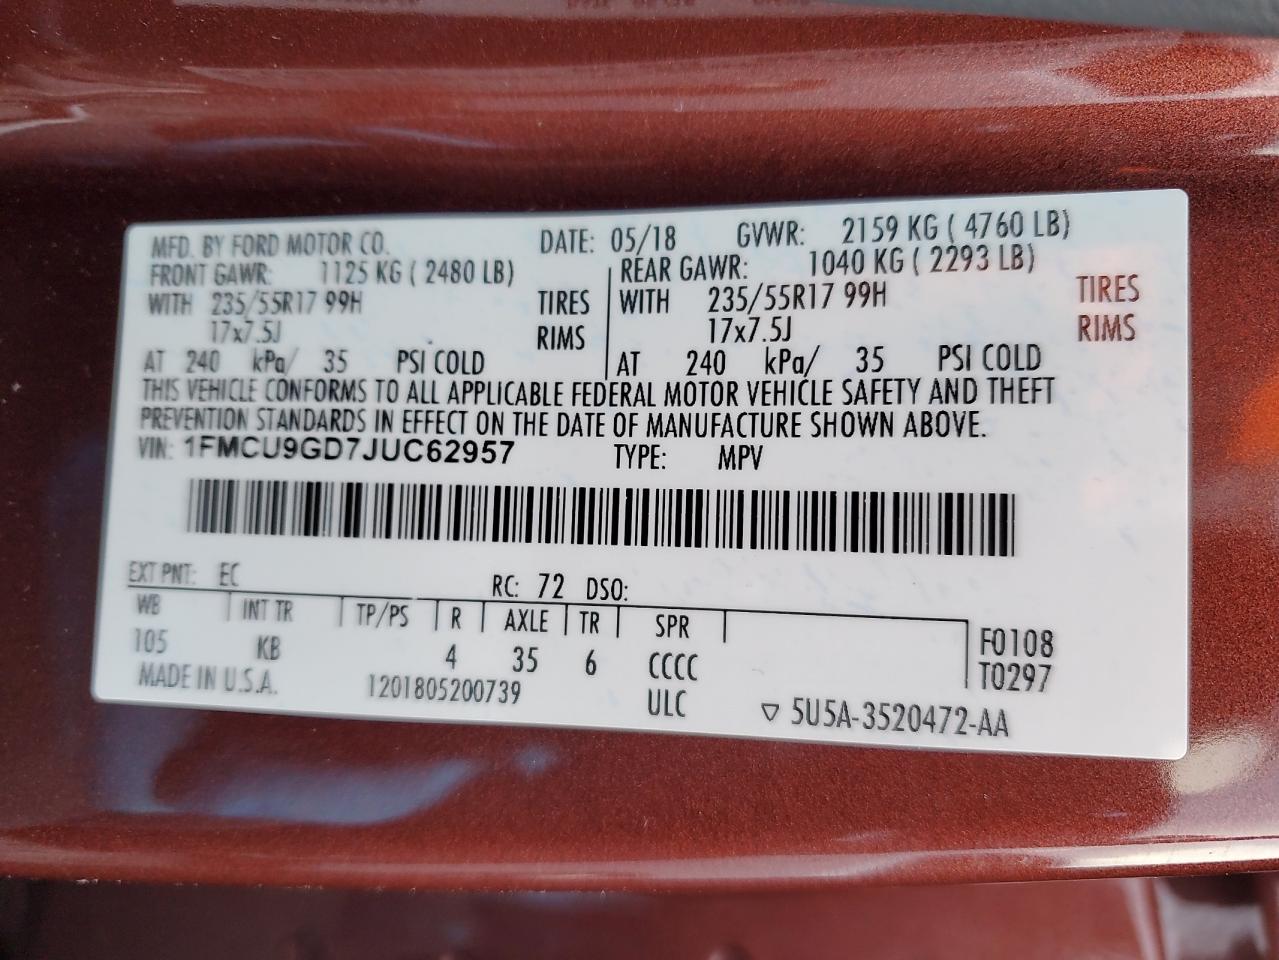 MFD. BY FORD MOTOR CO. DATE: 05/18 GVWR: 2159 KG ( 4760 LB)
FRONT GAWR: 1125 KG ( 2480 LB) REAR GAWR: 1040 KG ( 2293 LB)
WITH 235/55R17 99H TIRES WITH 235/55R17 99H TIRES
17x7.5J RIMS 17x7.5J RIMS
AT 240 kPa/ 35 PSI COLD AT 240 kPa/ 35 PSI COLD
THIS VEHICLE CONFORMS TO ALL APPLICABLE FEDERAL MOTOR VEHICLE SAFETY AND THEFT
PREVENTION STANDARDS IN EFFECT ON THE DATE OF MANUFACTURE SHOWN ABOVE.
VIN: 1FMCU9GD7JUC62957 TYPE: MPV
EXT PNT: EC RC: 72 DSO:
WB INT TR TP/PS R AXLE TR SPR
105 KB 4 35 6 CCCC F0108
MADE IN U.S.A. 1201805200739 ULC T0297
▽ 5U5A-3520472-AA